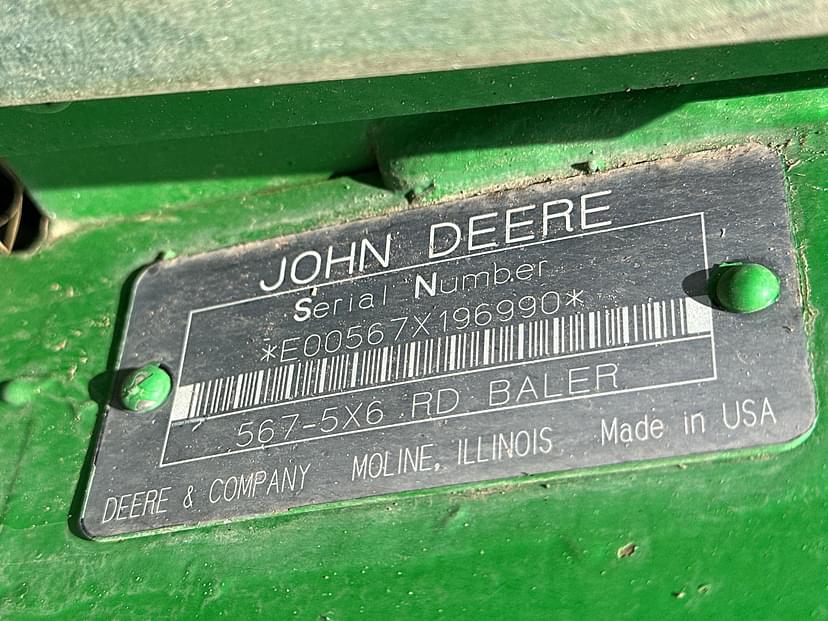 JOHN DEERE
Serial Number
*E00567X196990*
567-5X6 RD BALER
DEERE & COMPANY MOLINE, ILLINOIS Made in USA